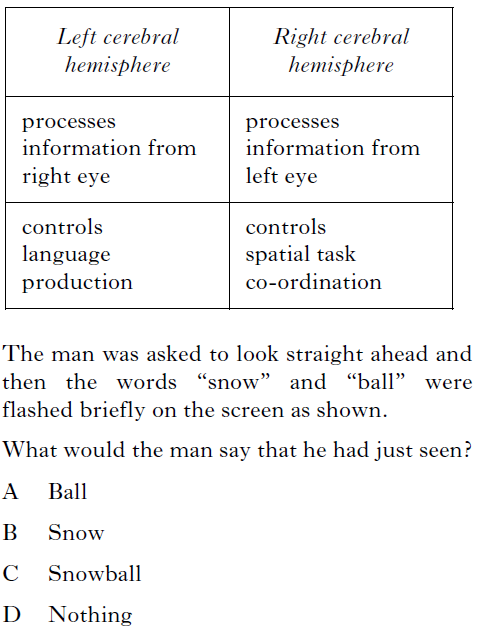 Left cerebral hemisphere
Right cerebral hemisphere
processes information from right eye
processes information from left eye
controls language production
controls spatial task co-ordination
The man was asked to look straight ahead and
then the words “snow” and “ball” were
flashed briefly on the screen as shown.
What would the man say that he had just seen?
A Ball
B Snow
C Snowball
D Nothing